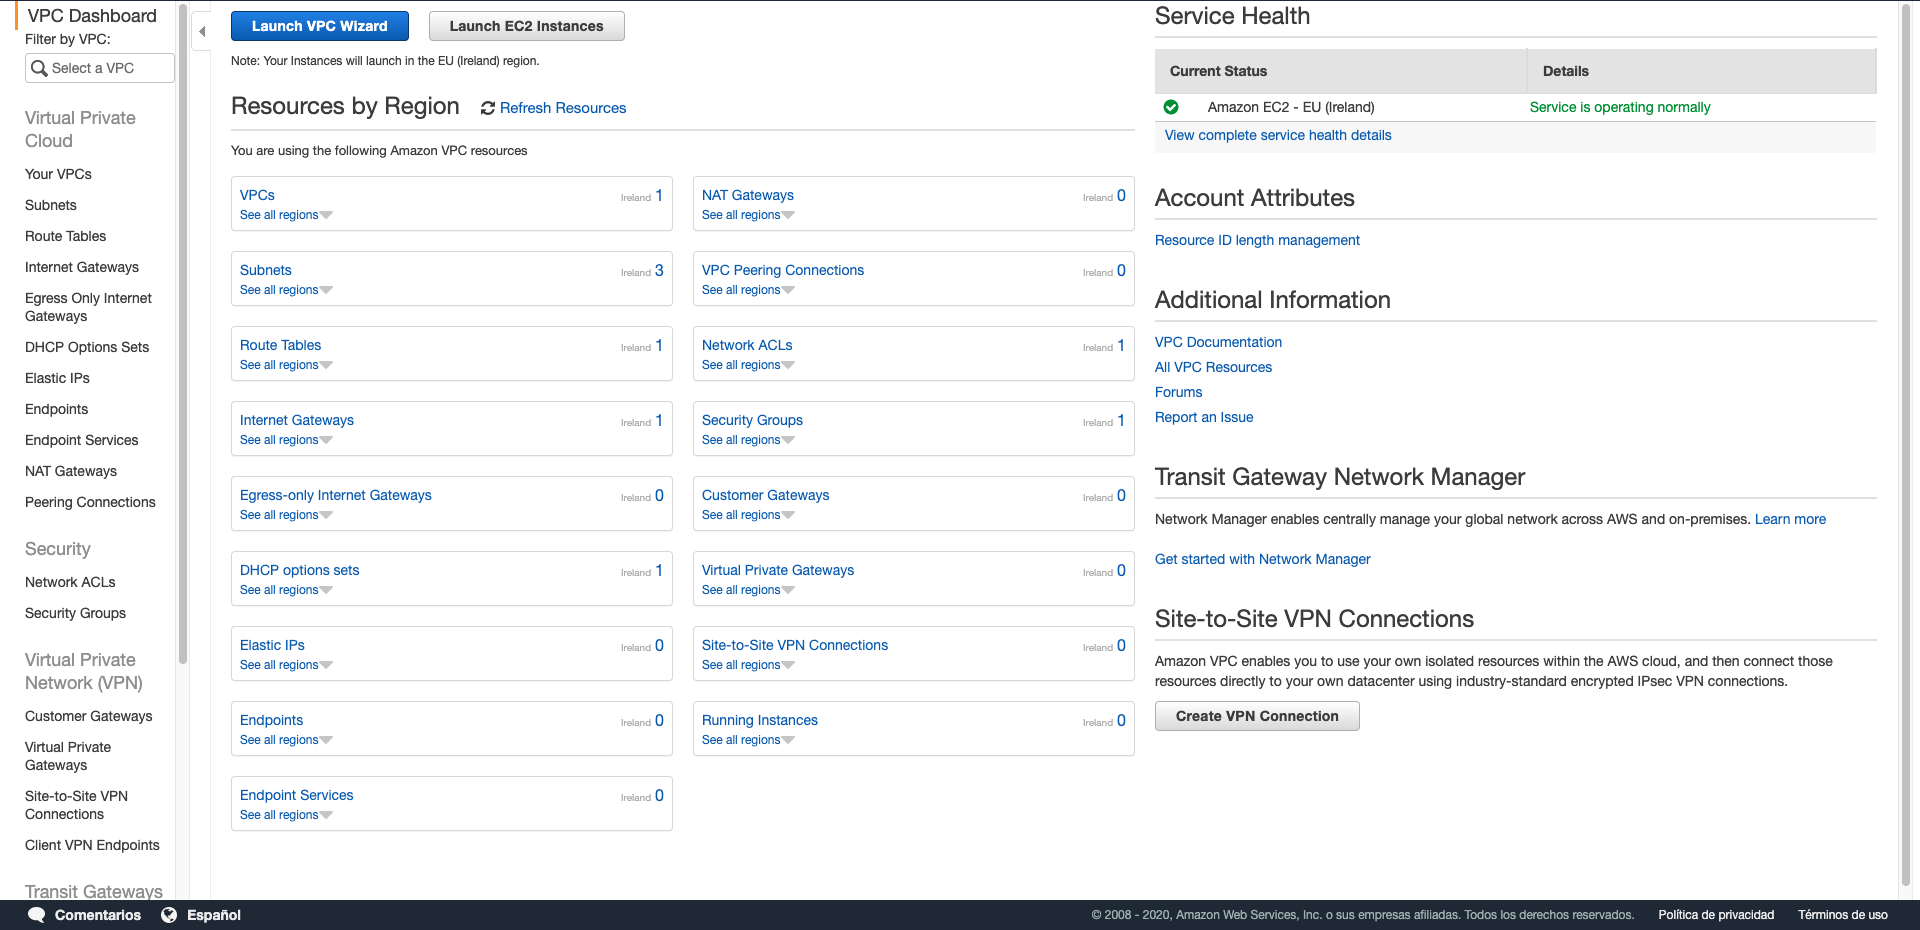 VPC Dashboard
Filter by VPC:
Select a VPC
Virtual Private
Cloud
Your VPCs
Subnets
Route Tables
Internet Gateways
Egress Only Internet
Gateways
DHCP Options Sets
Elastic IPs
Endpoints
Endpoint Services
NAT Gateways
Peering Connections
Security
Network ACLs
Security Groups
Virtual Private
Network (VPN)
Customer Gateways
Virtual Private
Gateways
Site-to-Site VPN
Connections
Client VPN Endpoints
Transit Gateways
Launch VPC Wizard
Launch EC2 Instances
Note: Your Instances will launch in the EU (Ireland) region.
Resources by Region
Refresh Resources
You are using the following Amazon VPC resources
VPCs Ireland 1
See all regions
NAT Gateways Ireland 0
See all regions
Subnets Ireland 3
See all regions
VPC Peering Connections Ireland 0
See all regions
Route Tables Ireland 1
See all regions
Network ACLs Ireland 1
See all regions
Internet Gateways Ireland 1
See all regions
Security Groups Ireland 1
See all regions
Egress-only Internet Gateways Ireland 0
See all regions
Customer Gateways Ireland 0
See all regions
DHCP options sets Ireland 1
See all regions
Virtual Private Gateways Ireland 0
See all regions
Elastic IPs Ireland 0
See all regions
Site-to-Site VPN Connections Ireland 0
See all regions
Endpoints Ireland 0
See all regions
Running Instances Ireland 0
See all regions
Endpoint Services Ireland 0
See all regions
Service Health
Current Status Details
Amazon EC2 - EU (Ireland) Service is operating normally
View complete service health details
Account Attributes
Resource ID length management
Additional Information
VPC Documentation
All VPC Resources
Forums
Report an Issue
Transit Gateway Network Manager
Network Manager enables centrally manage your global network across AWS and on-premises. Learn more
Get started with Network Manager
Site-to-Site VPN Connections
Amazon VPC enables you to use your own isolated resources within the AWS cloud, and then connect those
resources directly to your own datacenter using industry-standard encrypted IPsec VPN connections.
Create VPN Connection
Comentarios
Español
© 2008 - 2020, Amazon Web Services, Inc. o sus empresas afiliadas. Todos los derechos reservados.
Política de privacidad
Términos de uso